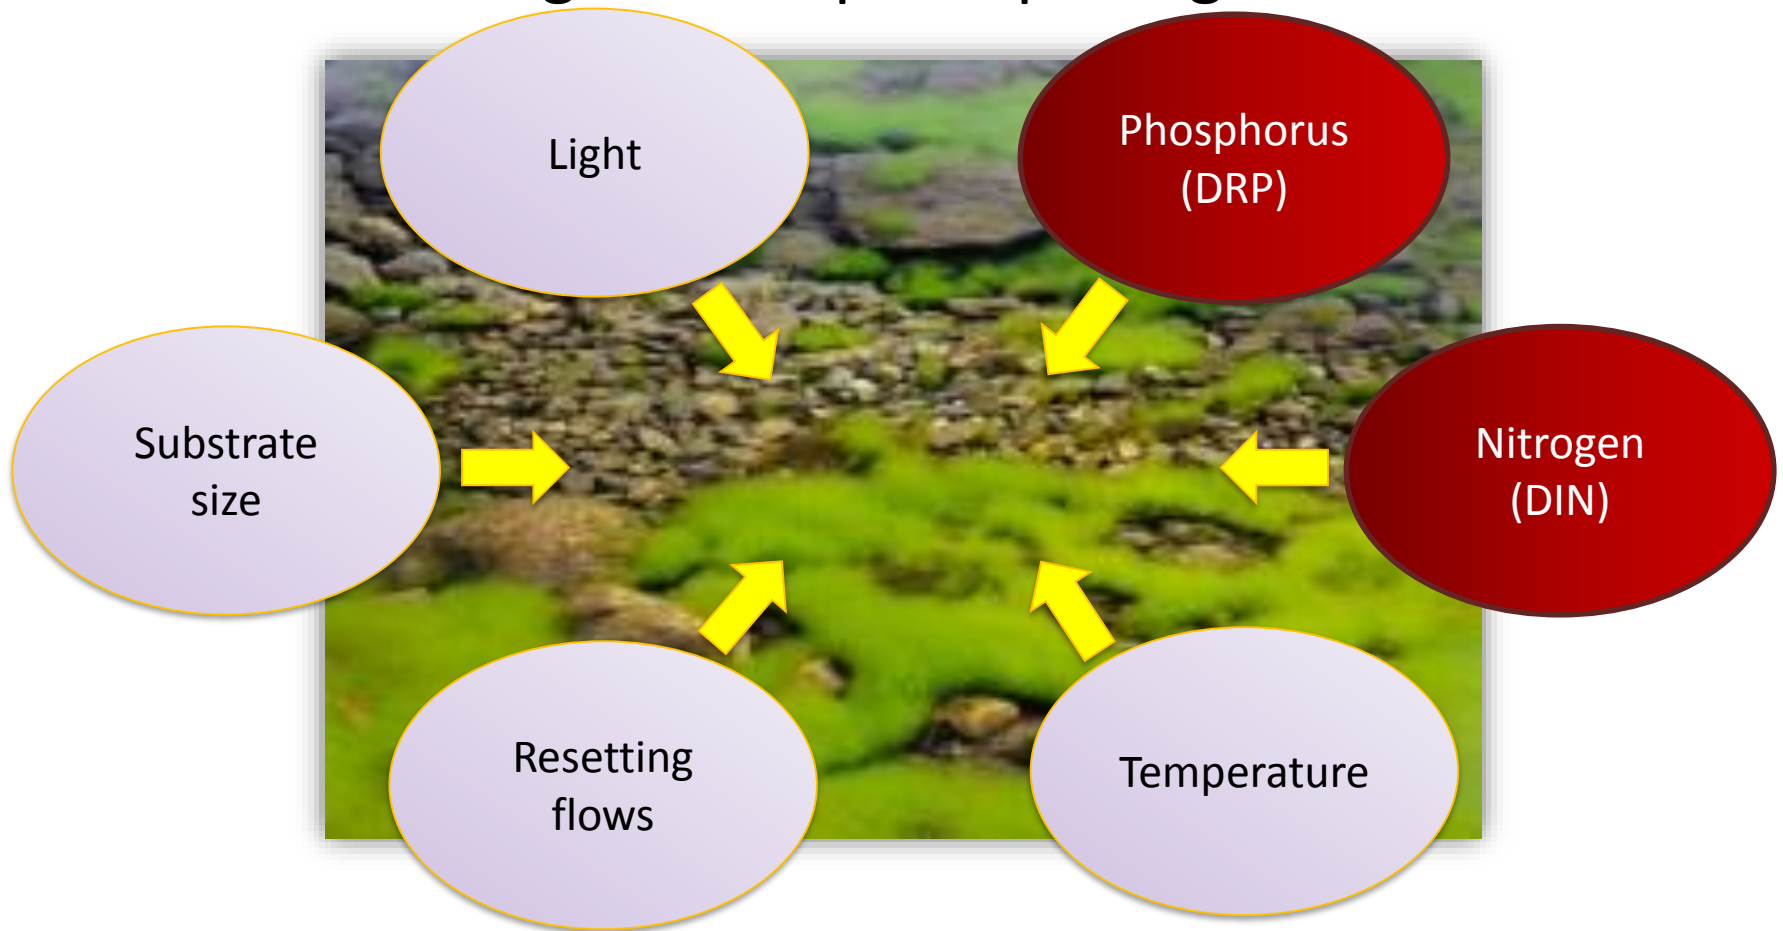 Light
Phosphorus
(DRP)
Substrate
size
Nitrogen
(DIN)
Resetting
flows
Temperature